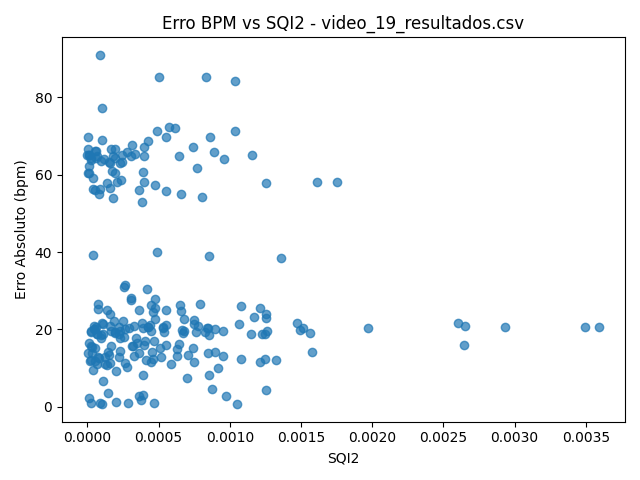 Erro BPM vs SQI2 - video_19_resultados.csv
Erro Absoluto (bpm)
80
60
40
20
0
0.0000 0.0005 0.0010 0.0015 0.0020 0.0025 0.0030 0.0035
SQI2